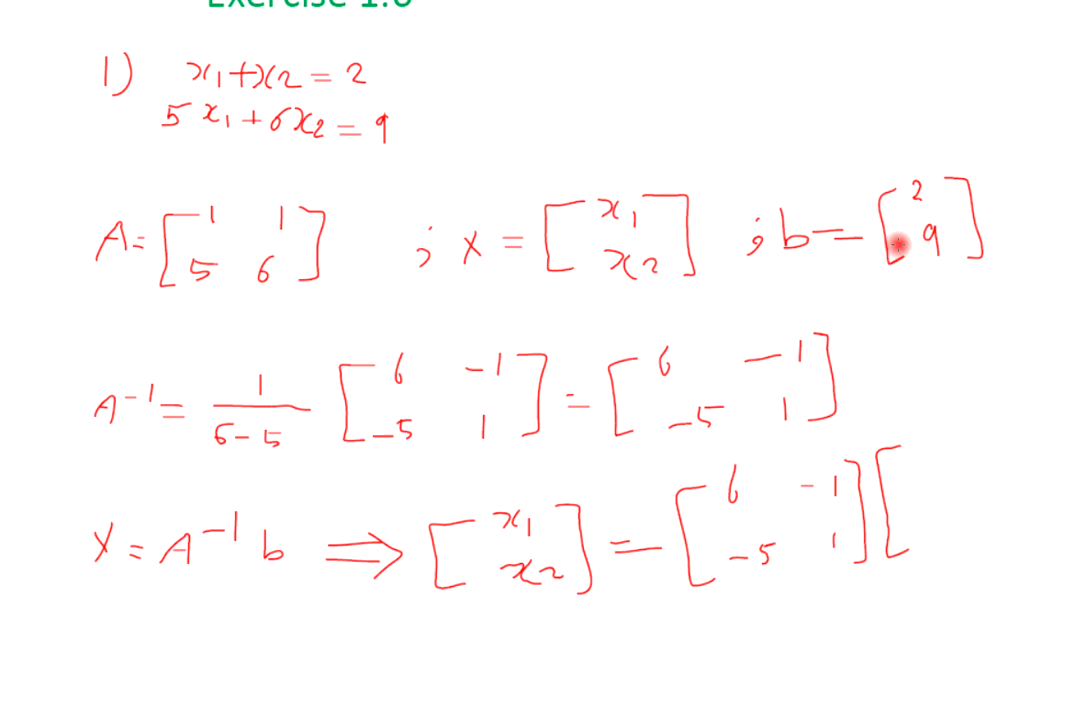 Exercise 1.6
1) x₁+x₂ = 2
5x₁+6x₂ = 9
A= [1 1; 5 6] ; x = [x₁; x₂] ; b = [2; 9]
A⁻¹= 1/(6-5) [6 -1; -5 1] = [6 -1; -5 1]
X = A⁻¹ b ⟹ [x₁; x₂] = [6 -1; -5 1] [